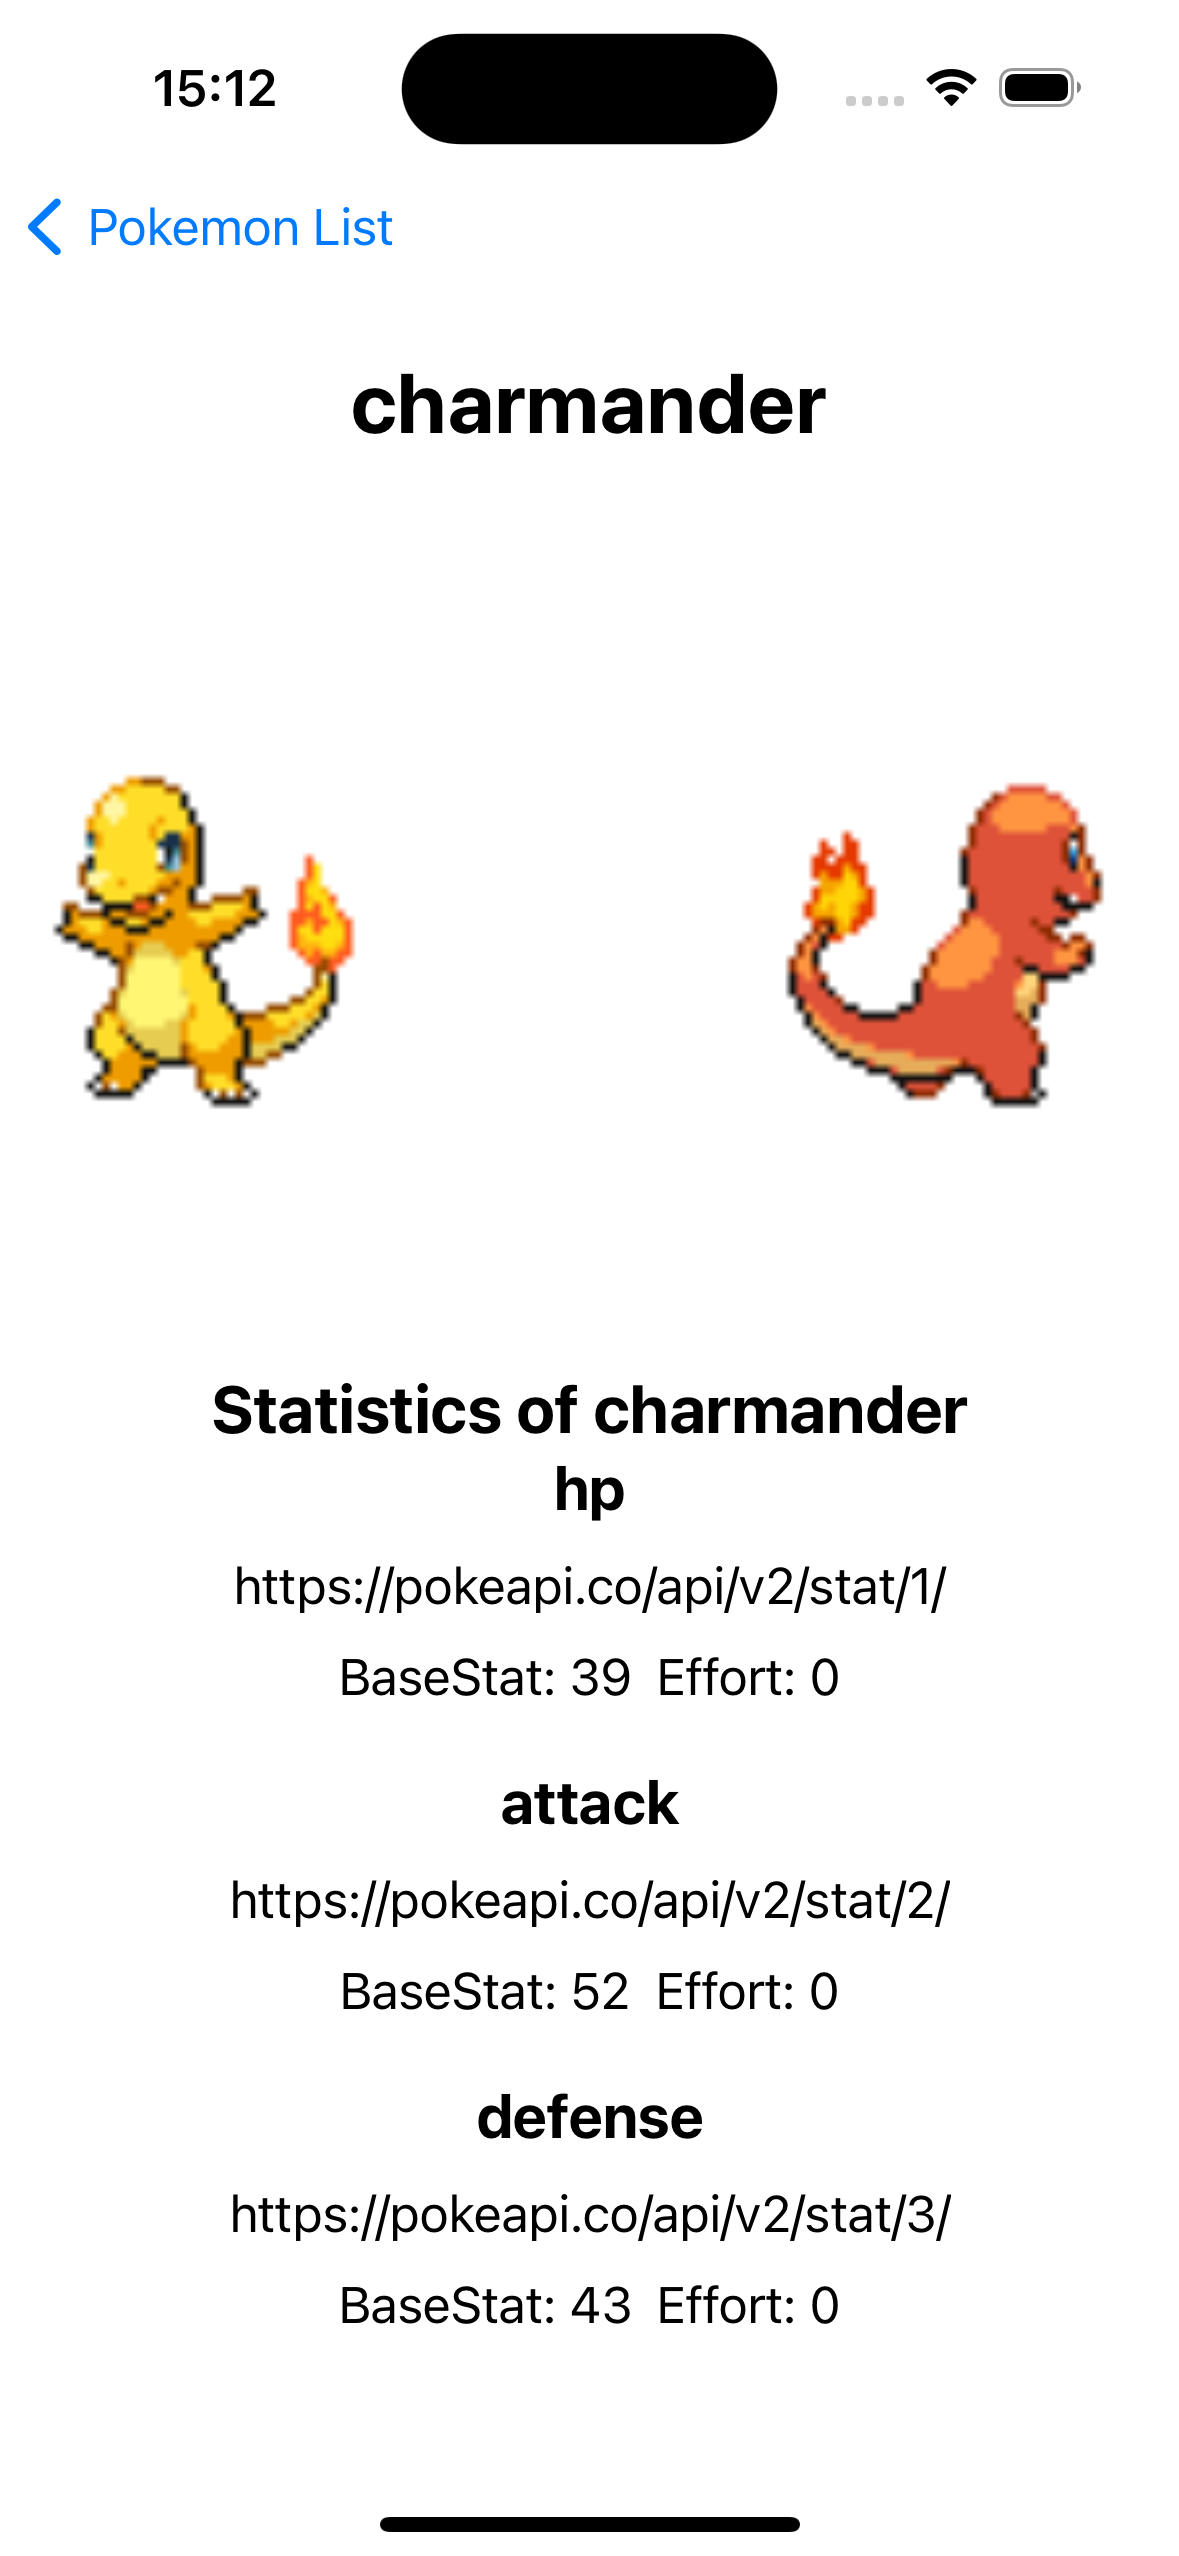 15:12
Pokemon List
charmander
Statistics of charmander
hp
https://pokeapi.co/api/v2/stat/1/
BaseStat: 39  Effort: 0
attack
https://pokeapi.co/api/v2/stat/2/
BaseStat: 52  Effort: 0
defense
https://pokeapi.co/api/v2/stat/3/
BaseStat: 43  Effort: 0